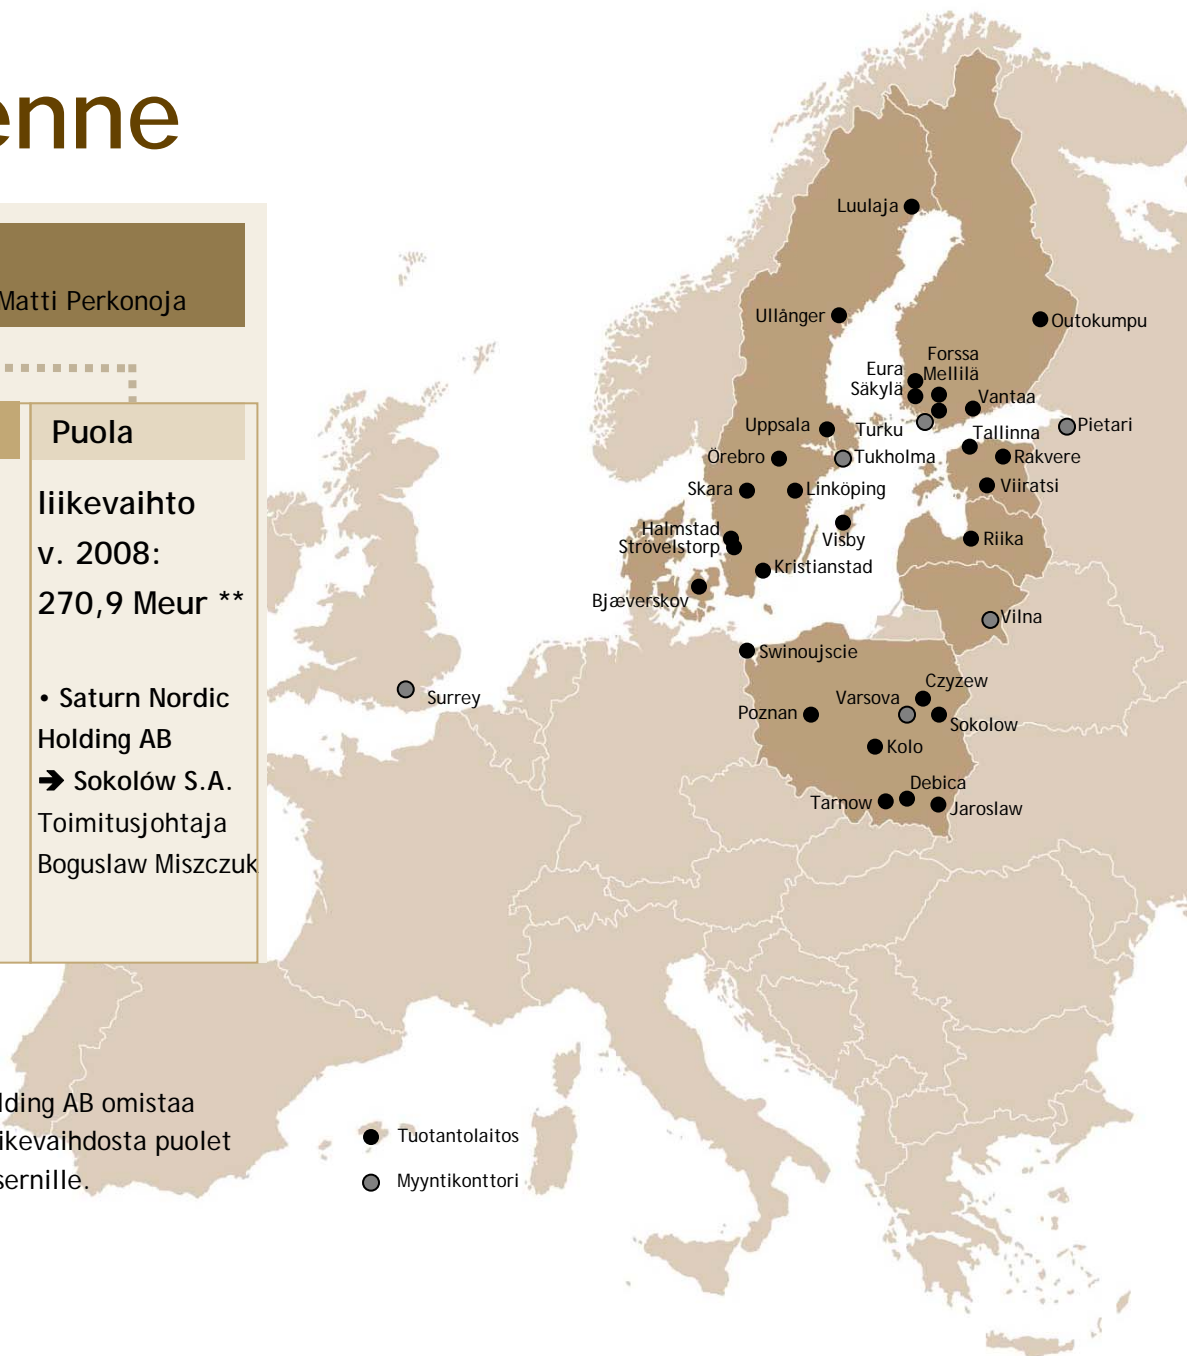 enne
Matti Perkonoja
Puola
liikevaihto
v. 2008:
270,9 Meur **
• Saturn Nordic
Holding AB
➔ Sokolów S.A.
Toimitusjohtaja
Boguslaw Miszczuk
lding AB omistaa
ikevaihdosta puolet
sernille.
Luulaja
Ullånger
Outokumpu
Forssa
Eura
Mellilä
Säkylä
Vantaa
Uppsala
Turku
Tallinna
Pietari
Örebro
Tukholma
Rakvere
Skara
Linköping
Viiratsi
Halmstad
Visby
Riika
Strövelstorp
Kristianstad
Bjæverskov
Vilna
Swinoujscie
Surrey
Czyzew
Varsova
Poznan
Sokolow
Kolo
Debica
Tarnow
Jaroslaw
Tuotantolaitos
Myyntikonttori